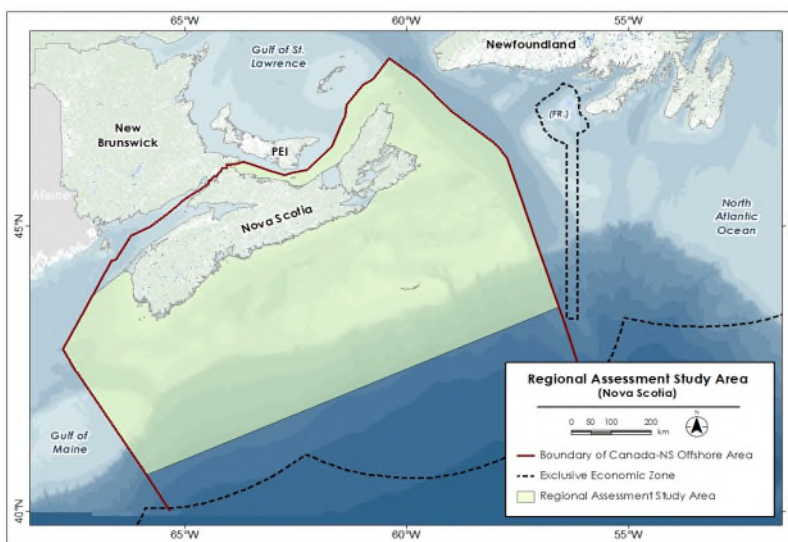 65°W
60°W
55°W
Gulf of St.
Lawrence
Newfoundland
(FR.)
New
Brunswick
PEI
Maine
Nova Scotia
45°N
45°N
North
Atlantic
Ocean
Gulf of
Maine
40°N
40°N
65°W
60°W
55°W
Regional Assessment Study Area
(Nova Scotia)
0 50 100 200
km
N
Boundary of Canada-NS Offshore Area
Exclusive Economic Zone
Regional Assessment Study Area